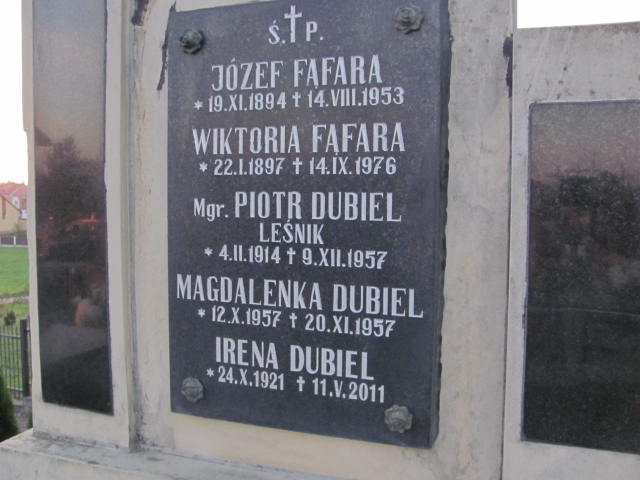 Ś. † P.
JÓZEF FAFARA
* 19.XI.1894 † 14.VIII.1953
WIKTORIA FAFARA
* 22.I.1897 † 14.IX.1976
Mgr. PIOTR DUBIEL
LEŚNIK
* 4.II.1914 † 9.XII.1957
MAGDALENKA DUBIEL
* 12.X.1957 † 20.XI.1957
IRENA DUBIEL
* 24.X.1921 † 11.V.2011